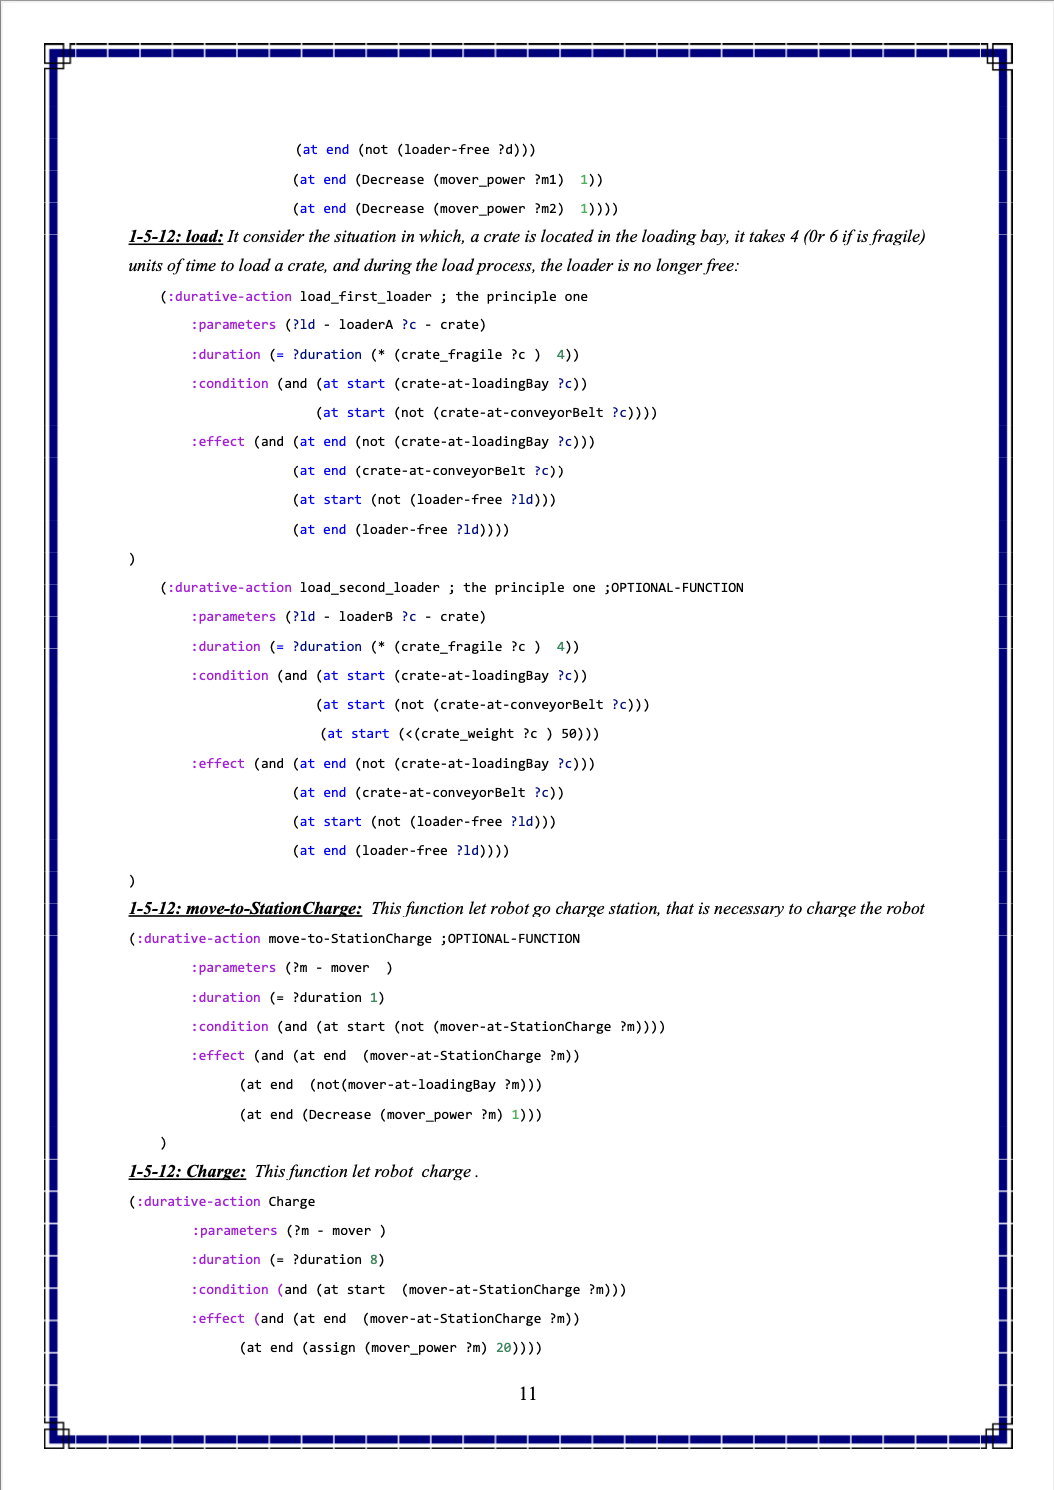 (at end (not (loader-free ?d)))
(at end (Decrease (mover_power ?m1)  1))
(at end (Decrease (mover_power ?m2)  1))))
1-5-12: load: It consider the situation in which, a crate is located in the loading bay, it takes 4 (0r 6 if is fragile)
units of time to load a crate, and during the load process, the loader is no longer free:
(:durative-action load_first_loader ; the principle one
:parameters (?ld - loaderA ?c - crate)
:duration (= ?duration (* (crate_fragile ?c )  4))
:condition (and (at start (crate-at-loadingBay ?c))
(at start (not (crate-at-conveyorBelt ?c))))
:effect (and (at end (not (crate-at-loadingBay ?c)))
(at end (crate-at-conveyorBelt ?c))
(at start (not (loader-free ?ld)))
(at end (loader-free ?ld))))
)
(:durative-action load_second_loader ; the principle one ;OPTIONAL-FUNCTION
:parameters (?ld - loaderB ?c - crate)
:duration (= ?duration (* (crate_fragile ?c )  4))
:condition (and (at start (crate-at-loadingBay ?c))
(at start (not (crate-at-conveyorBelt ?c)))
(at start (<(crate_weight ?c ) 50)))
:effect (and (at end (not (crate-at-loadingBay ?c)))
(at end (crate-at-conveyorBelt ?c))
(at start (not (loader-free ?ld)))
(at end (loader-free ?ld))))
)
1-5-12: move-to-StationCharge:  This function let robot go charge station, that is necessary to charge the robot
(:durative-action move-to-StationCharge ;OPTIONAL-FUNCTION
:parameters (?m - mover  )
:duration (= ?duration 1)
:condition (and (at start (not (mover-at-StationCharge ?m))))
:effect (and (at end  (mover-at-StationCharge ?m))
(at end  (not(mover-at-loadingBay ?m)))
(at end (Decrease (mover_power ?m) 1)))
)
1-5-12: Charge:  This function let robot  charge .
(:durative-action Charge
:parameters (?m - mover )
:duration (= ?duration 8)
:condition (and (at start  (mover-at-StationCharge ?m)))
:effect (and (at end  (mover-at-StationCharge ?m))
(at end (assign (mover_power ?m) 20))))
11